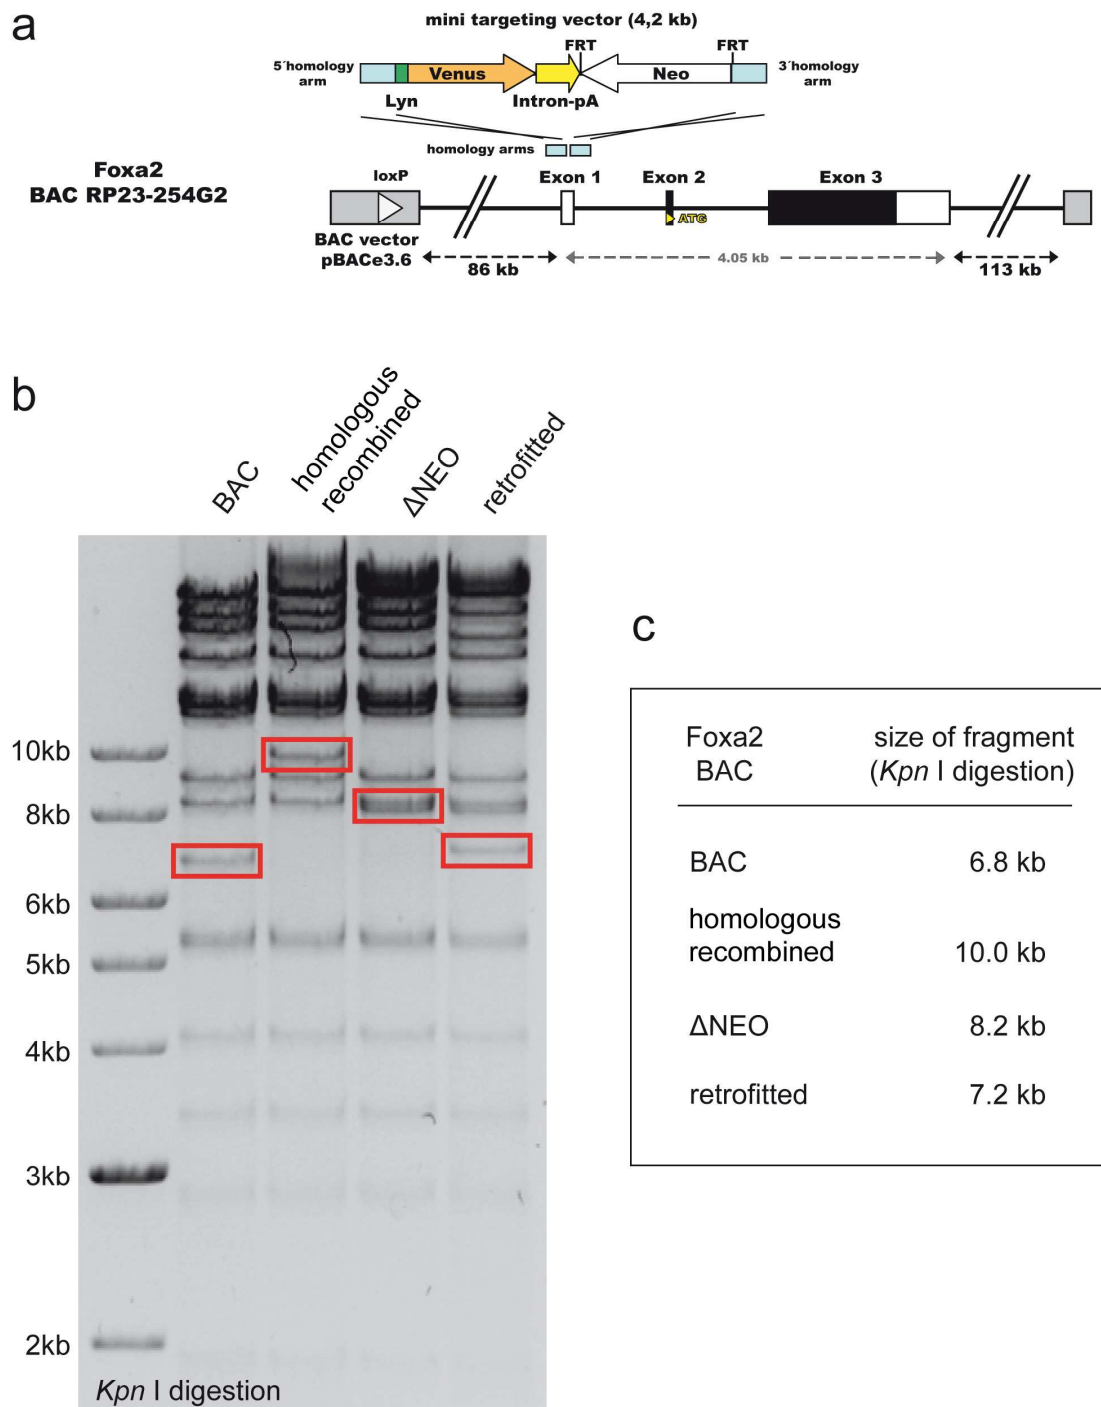 a
mini targeting vector (4,2 kb)
FRT
FRT
5´homology
arm
Venus
Neo
3´homology
arm
Lyn
Intron-pA
homology arms
Foxa2
BAC RP23-254G2
loxP
Exon 1
Exon 2
Exon 3
ATG
BAC vector
pBACe3.6
86 kb
4.05 kb
113 kb
b
BAC
homologous
recombined
ΔNEO
retrofitted
10kb
8kb
6kb
5kb
4kb
3kb
2kb
Kpn I digestion
c
Foxa2
BAC
size of fragment
(Kpn I digestion)
BAC 6.8 kb
homologous
recombined 10.0 kb
ΔNEO 8.2 kb
retrofitted 7.2 kb